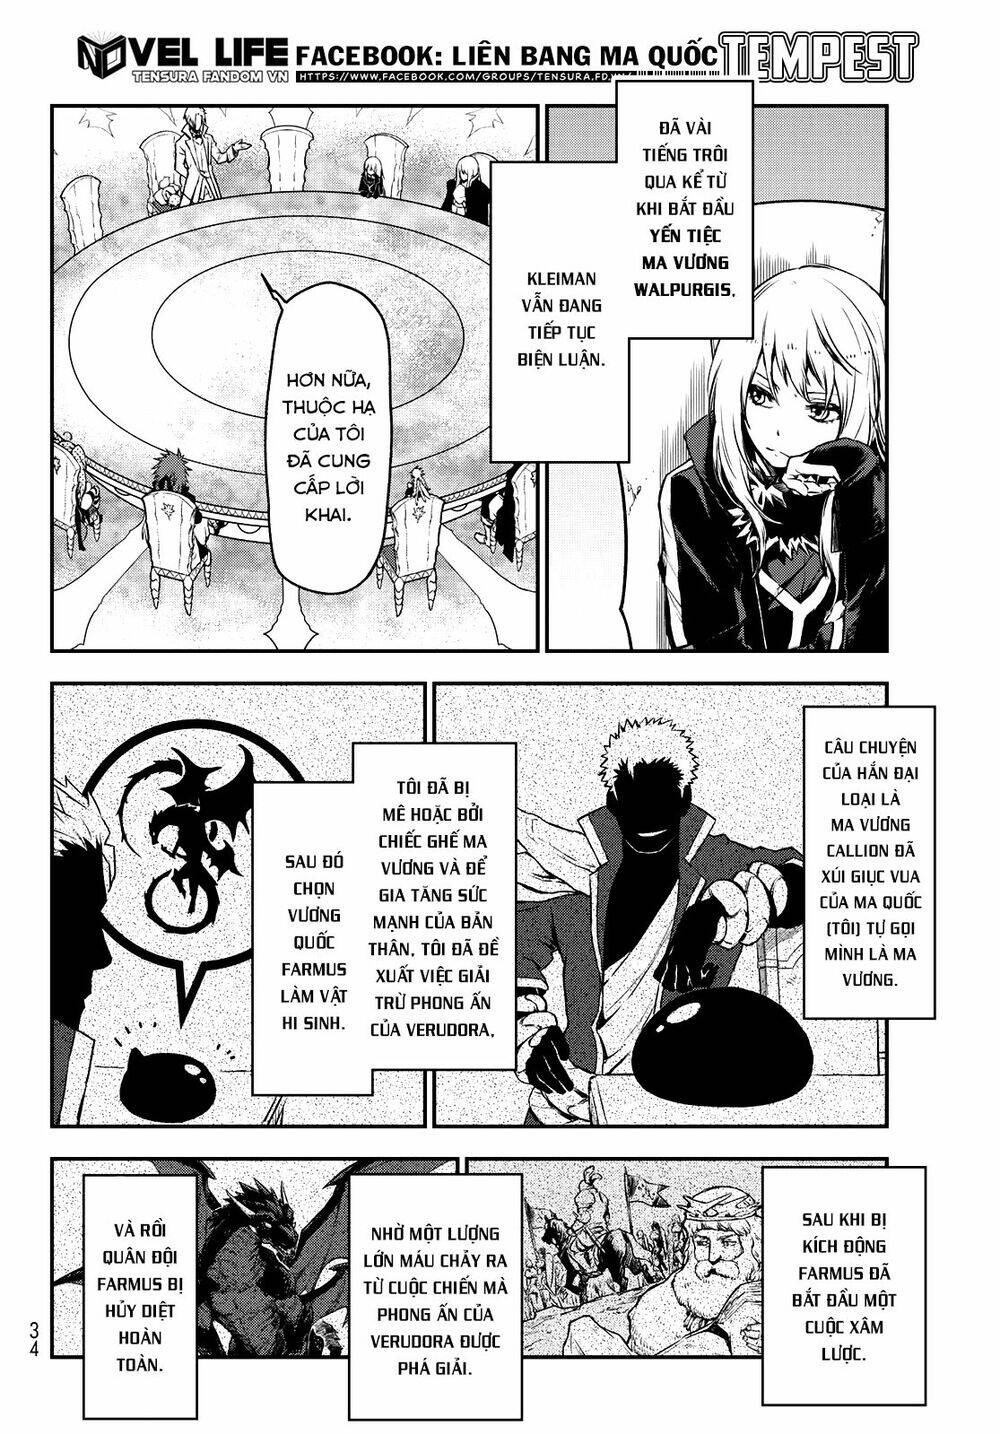 NOVEL LIFE
TENSURA FANDOM VN
FACEBOOK: LIÊN BANG MA QUỐC
TEMPEST
ĐÃ VÀI
TIẾNG TRÔI
QUA KỂ TỪ
KHI BẮT ĐẦU
YẾN TIỆC
MA VƯƠNG
WALPURGIS,
KLEIMAN
VẪN ĐANG
TIẾP TỤC
BIỆN LUẬN.
HƠN NỮA,
THUỘC HẠ
CỦA TÔI
ĐÃ CUNG
CẤP LỜI
KHAI.
CÂU CHUYỆN
CỦA HẮN ĐẠI
LOẠI LÀ
MA VƯƠNG
CALLION ĐÃ
XÚI GIỤC VUA
CỦA MA QUỐC
(TÔI) TỰ GỌI
MÌNH LÀ MA
VƯƠNG.
TÔI ĐÃ BỊ
MÊ HOẶC BỞI
CHIẾC GHẾ MA
VƯƠNG VÀ ĐỂ
GIA TĂNG SỨC
MẠNH CỦA BẢN
THÂN, TÔI ĐÃ ĐỀ
XUẤT VIỆC GIẢI
TRỪ PHONG ẤN
CỦA VERUDORA,
SAU ĐÓ
CHỌN
VƯƠNG
QUỐC
FARMUS
LÀM VẬT
HI SINH.
SAU KHI BỊ
KÍCH ĐỘNG
FARMUS ĐÃ
BẮT ĐẦU MỘT
CUỘC XÂM
LƯỢC.
NHỜ MỘT LƯỢNG
LỚN MÁU CHẢY RA
TỪ CUỘC CHIẾN MÀ
PHONG ẤN CỦA
VERUDORA ĐƯỢC
PHÁ GIẢI.
VÀ RỒI
QUÂN ĐỘI
FARMUS BỊ
HỦY DIỆT
HOÀN
TOÀN.
34